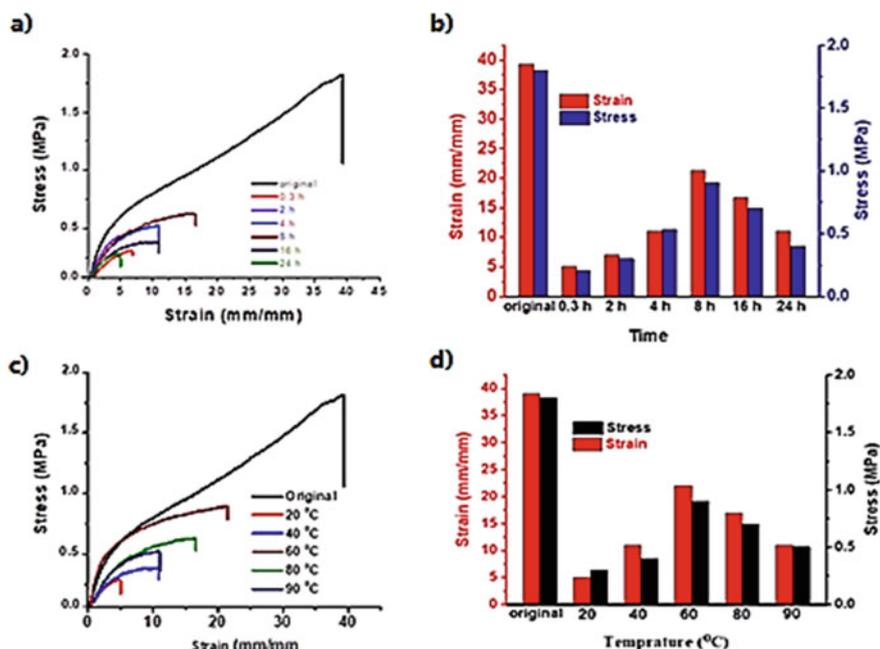 a)
2.0
1.5
1.0
0.5
0.0
Stress (MPa)
original
0.3 h
2 h
4 h
8 h
16 h
24 h
0 5 10 15 20 25 30 35 40 45
Strain (mm/mm)
b)
40
35
30
25
20
15
10
5
0
Strain (mm/mm)
Strain
Stress
2.0
1.5
1.0
0.5
0.0
Stress (MPa)
original 0.3 h 2 h 4 h 8 h 16 h 24 h
Time
c)
2.0
1.5
1.0
0.5
0.0
Stress (MPa)
Original
20 °C
40 °C
60 °C
80 °C
90 °C
0 10 20 30 40
Strain (mm/mm
d)
40
35
30
25
20
15
10
5
0
Strain (mm/mm)
Stress
Strain
2.0
1.5
1.0
0.5
0.0
Stress (MPa)
original 20 40 60 80 90
Temprature (°C)